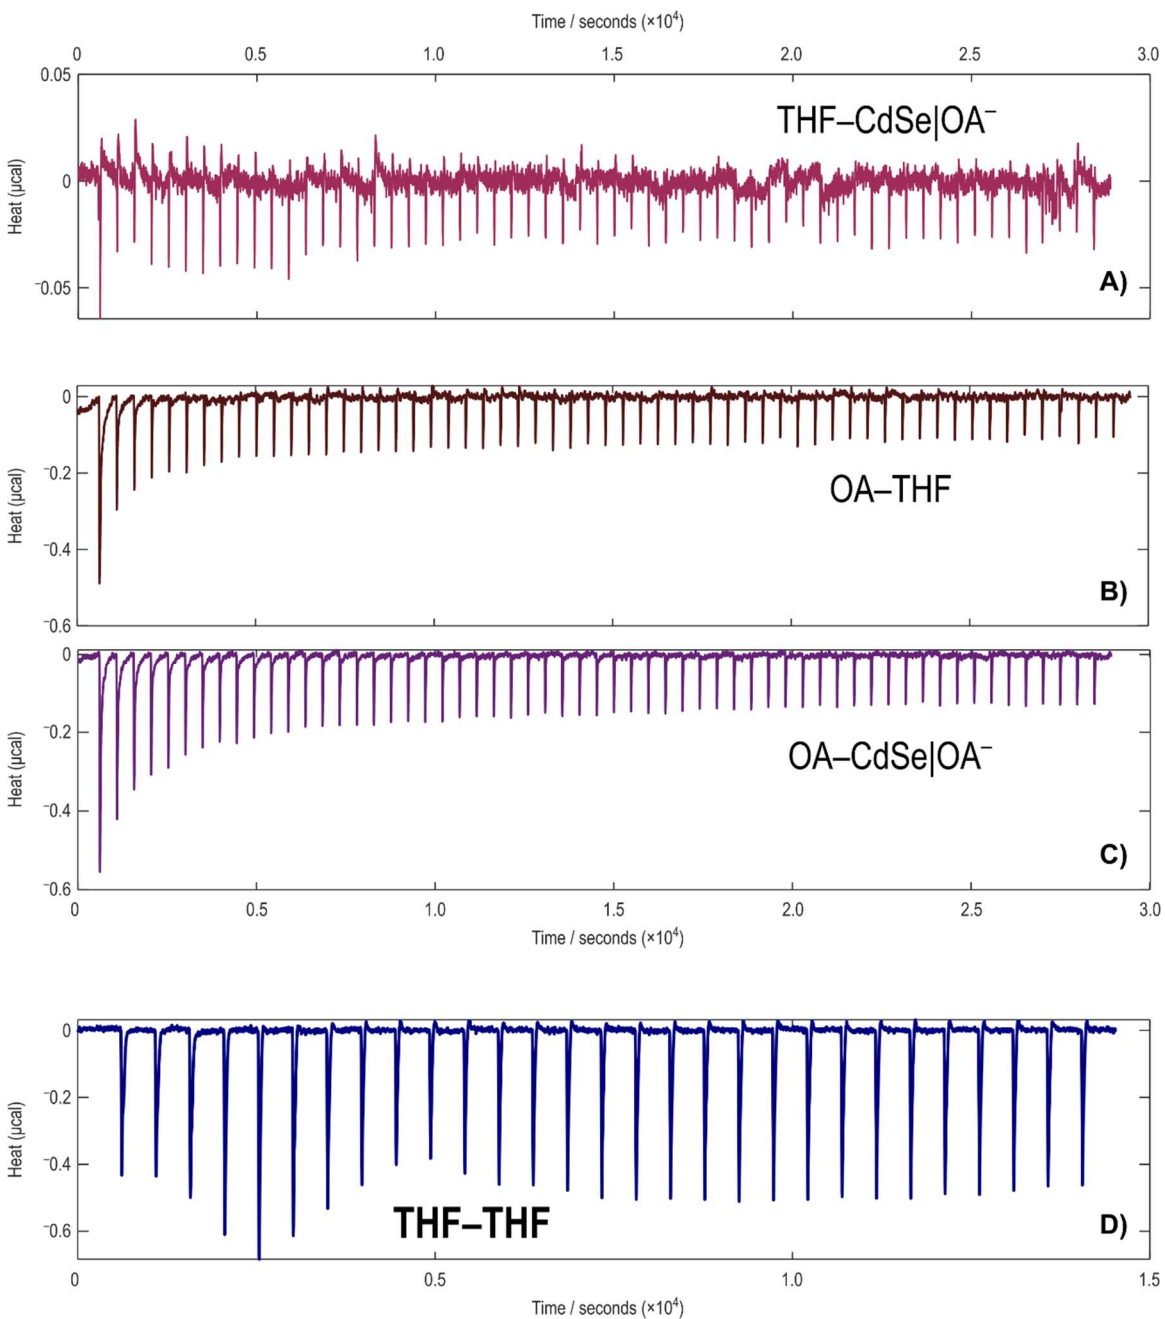 Time / seconds (×10⁴)
0 0.5 1.0 1.5 2.0 2.5 3.0
0.05
THF–CdSe|OA⁻
0
Heat (µcal)
⁻0.05
A)
0
⁻0.2
OA–THF
Heat (µcal)
⁻0.4
B)
⁻0.6
0
⁻0.2
OA–CdSe|OA⁻
Heat (µcal)
⁻0.4
C)
⁻0.6
0 0.5 1.0 1.5 2.0 2.5 3.0
Time / seconds (×10⁴)
0
⁻0.2
Heat (µcal)
⁻0.4
THF–THF
D)
⁻0.6
0 0.5 1.0 1.5
Time / seconds (×10⁴)